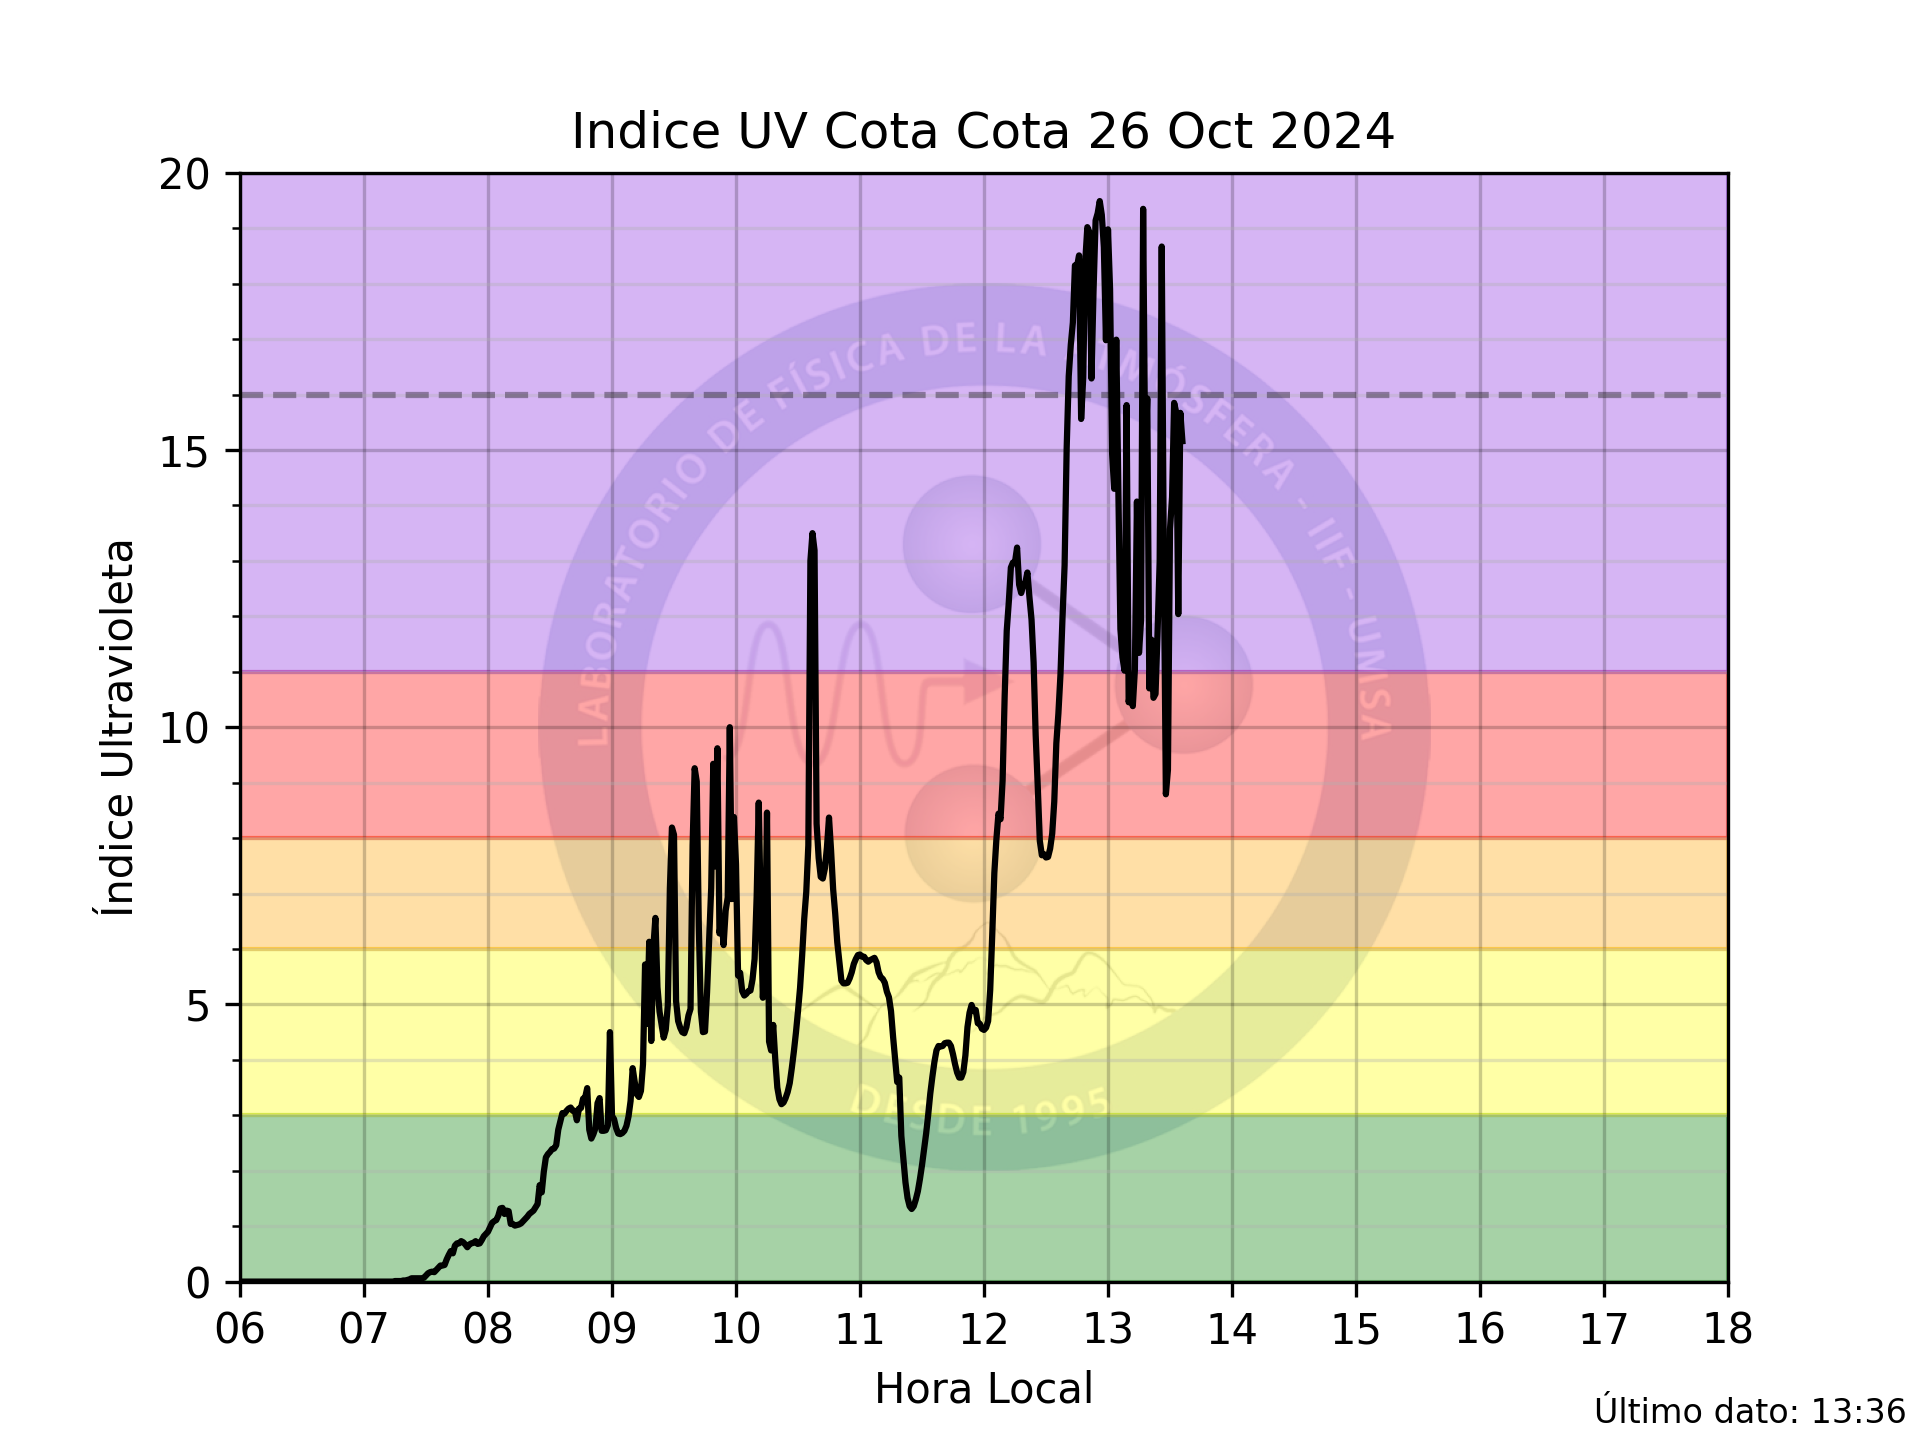 Indice UV Cota Cota 26 Oct 2024
20
15
10
5
0
Índice Ultravioleta
LABORATORIO DE FÍSICA DE LA ATMÓSFERA - IIF - UMSA
DESDE 1995
06 07 08 09 10 11 12 13 14 15 16 17 18
Hora Local
Último dato: 13:36